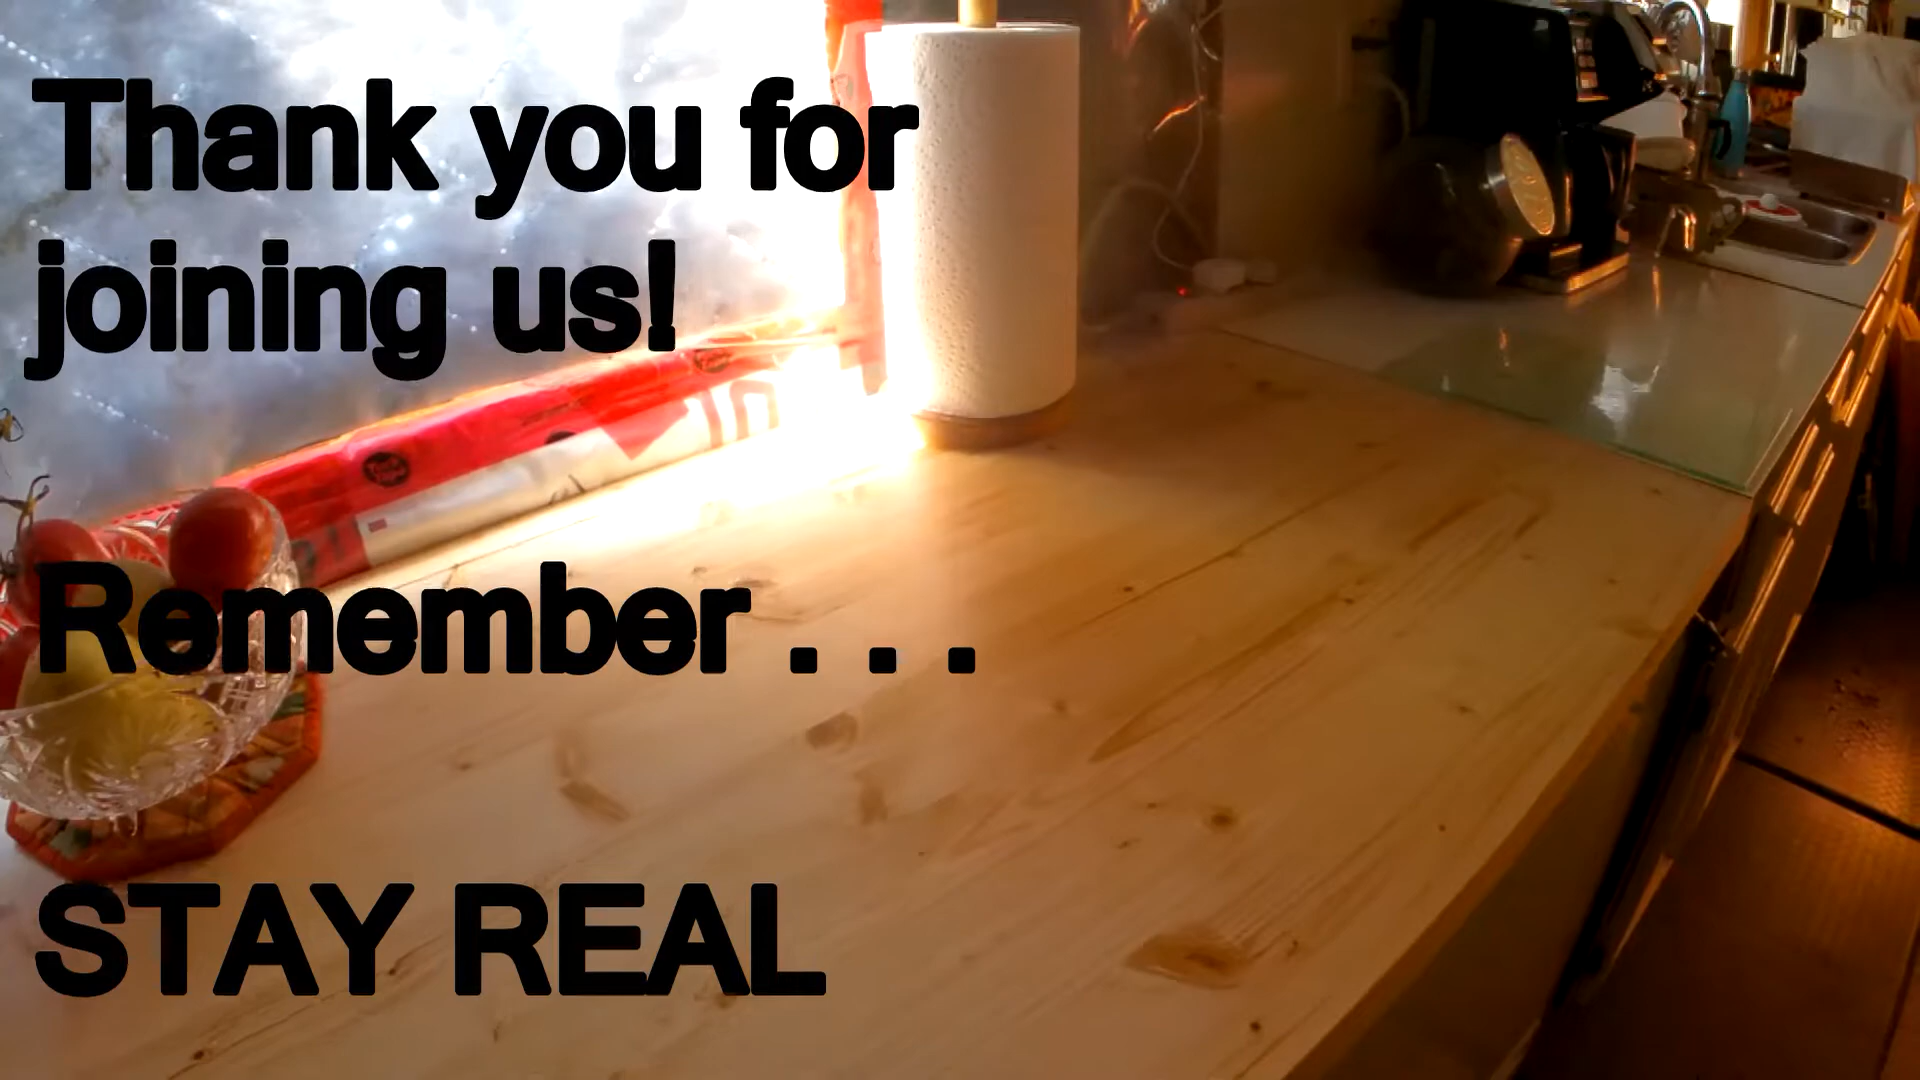 Thank you for
joining us!
Remember . . .
STAY REAL